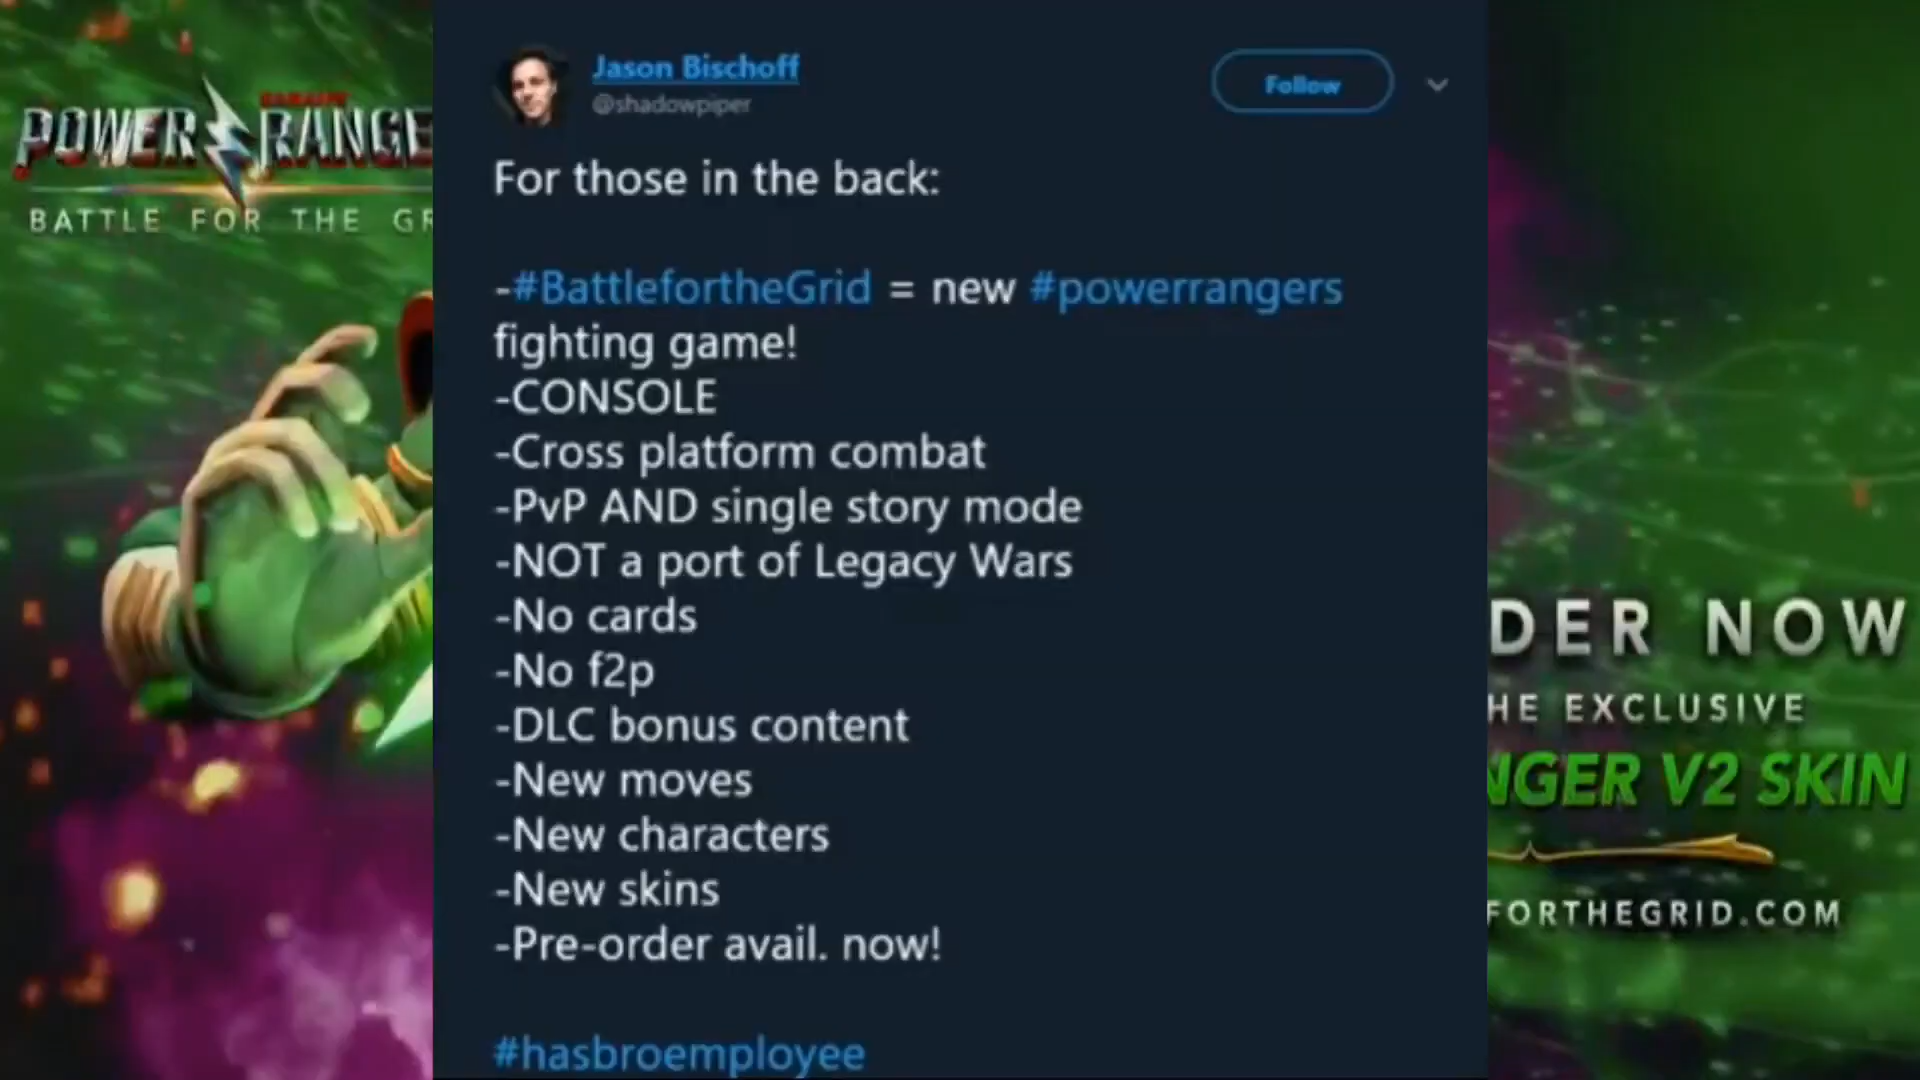 SABAN'S
POWER RANGE
BATTLE FOR THE GR
Jason Bischoff
@shadowpiper
Follow
For those in the back:
-#BattlefortheGrid = new #powerrangers
fighting game!
-CONSOLE
-Cross platform combat
-PvP AND single story mode
-NOT a port of Legacy Wars
-No cards
-No f2p
-DLC bonus content
-New moves
-New characters
-New skins
-Pre-order avail. now!
#hasbroemployee
DER NOW
HE EXCLUSIVE
NGER V2 SKIN
FORTHEGRID.COM